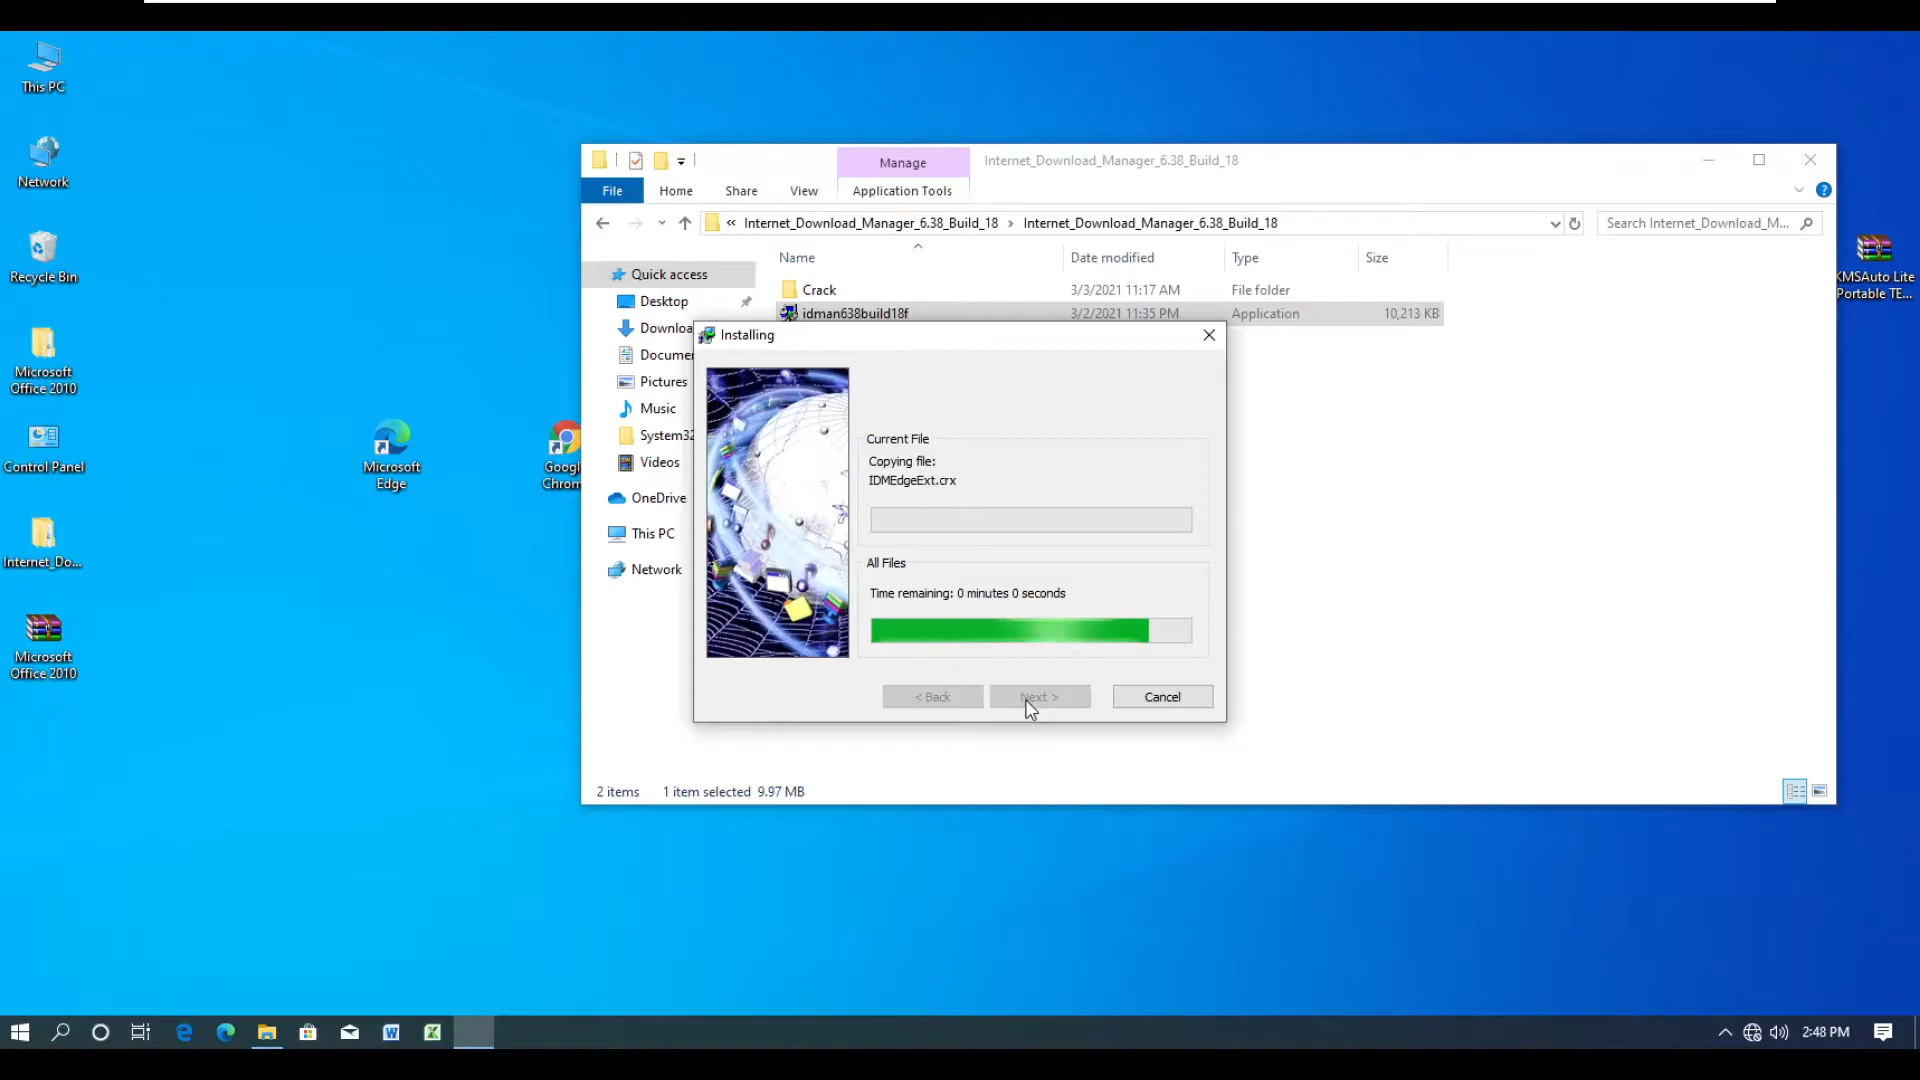 This PC
Network
Recycle Bin
Microsoft
Office 2010
Control Panel
Internet_Do...
Microsoft
Office 2010
Microsoft
Edge
Googl
Chrom
KMSAuto Lite
Portable TE...
Manage
Internet_Download_Manager_6.38_Build_18
File
Home
Share
View
Application Tools
« Internet_Download_Manager_6.38_Build_18 › Internet_Download_Manager_6.38_Build_18
Search Internet_Download_M...
Name
Date modified
Type
Size
Crack
3/3/2021 11:17 AM
File folder
idman638build18f
3/2/2021 11:35 PM
Application
10,213 KB
Quick access
Desktop
Downloa
Documen
Pictures
Music
System32
Videos
OneDrive
This PC
Network
Installing
Current File
Copying file:
IDMEdgeExt.crx
All Files
Time remaining: 0 minutes 0 seconds
< Back
Next >
Cancel
2 items
1 item selected 9.97 MB
2:48 PM